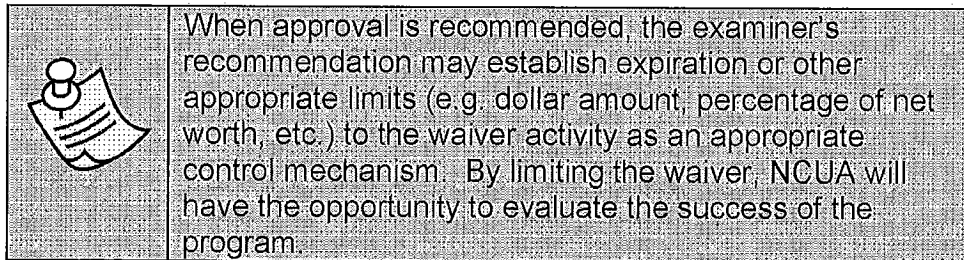 When approval is recommended, the examiner's
recommendation may establish expiration or other
appropriate limits (e.g. dollar amount, percentage of net
worth, etc.) to the waiver activity as an appropriate
control mechanism. By limiting the waiver, NCUA will
have the opportunity to evaluate the success of the
program.